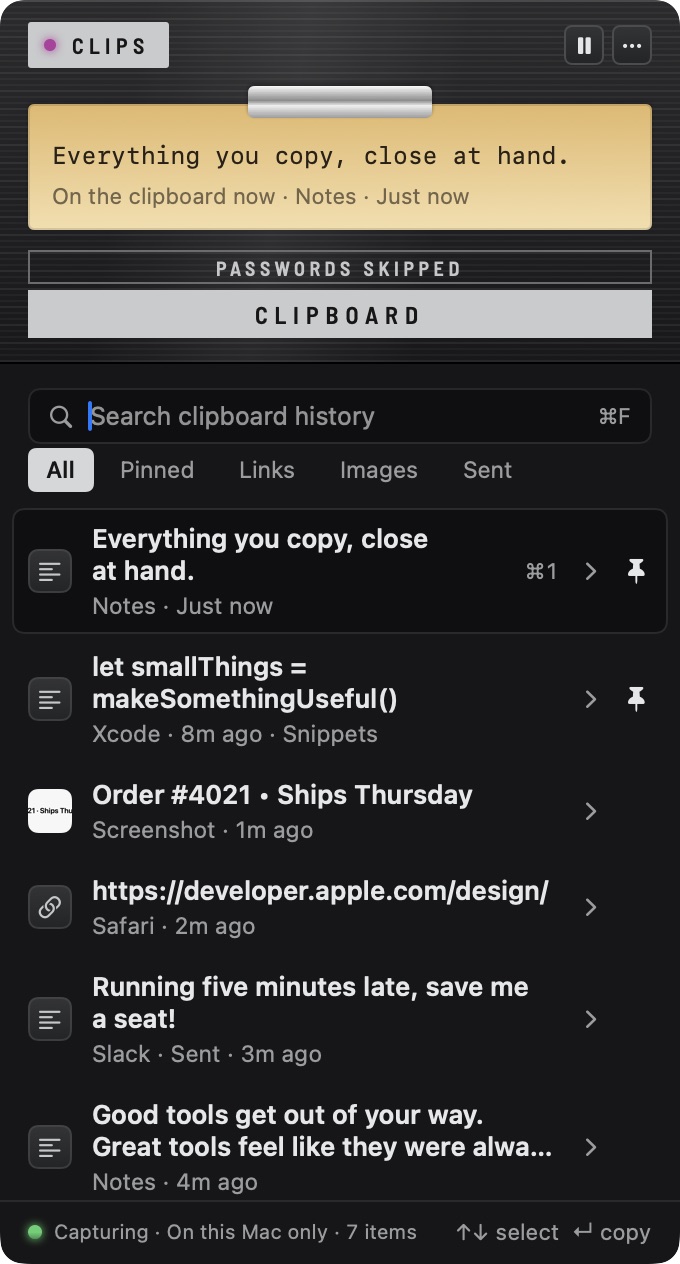 CLIPS
Everything you copy, close at hand.
On the clipboard now · Notes · Just now
PASSWORDS SKIPPED
CLIPBOARD
Search clipboard history ⌘F
All Pinned Links Images Sent
Everything you copy, close
at hand.
⌘1
Notes · Just now
let smallThings =
makeSomethingUseful()
Xcode · 8m ago · Snippets
21 · Ships Thu
Order #4021 • Ships Thursday
Screenshot · 1m ago
https://developer.apple.com/design/
Safari · 2m ago
Running five minutes late, save me
a seat!
Slack · Sent · 3m ago
Good tools get out of your way.
Great tools feel like they were alwa...
Notes · 4m ago
Capturing · On this Mac only · 7 items ↑↓ select ↩ copy